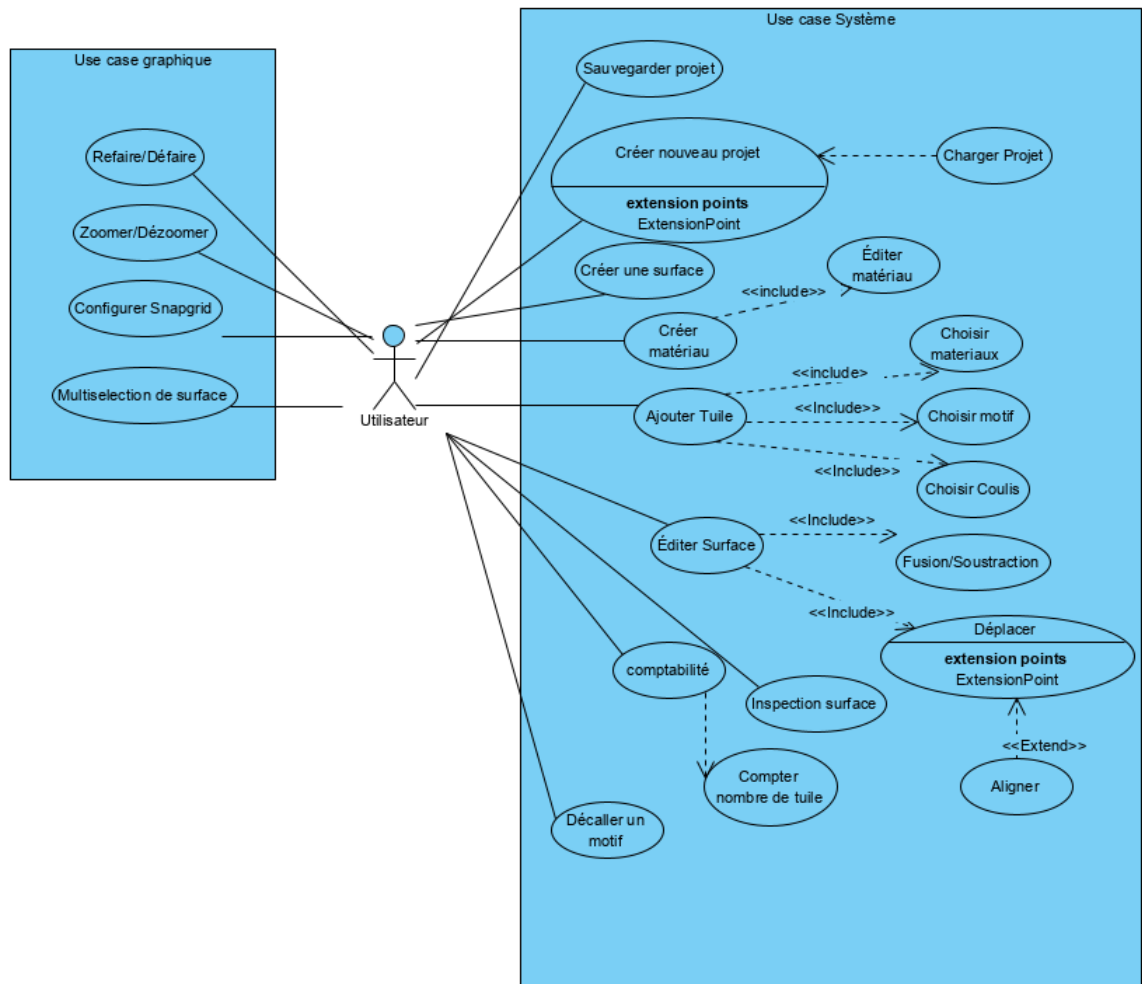 Use case graphique
Refaire/Défaire
Zoomer/Dézoomer
Configurer Snapgrid
Multiselection de surface
Utilisateur
Use case Système
Sauvegarder projet
Créer nouveau projet
extension points
ExtensionPoint
Charger Projet
Créer une surface
Éditer
matériau
<<include>>
Créer
matériau
Choisir
materiaux
<<include>
Ajouter Tuile
<<Include>>
Choisir motif
<<Include>>
Choisir Coulis
Éditer Surface
<<Include>>
Fusion/Soustraction
<<Include>>
Déplacer
extension points
ExtensionPoint
comptabilité
Inspection surface
<<Extend>>
Aligner
Compter
nombre de tuile
Décaller un
motif